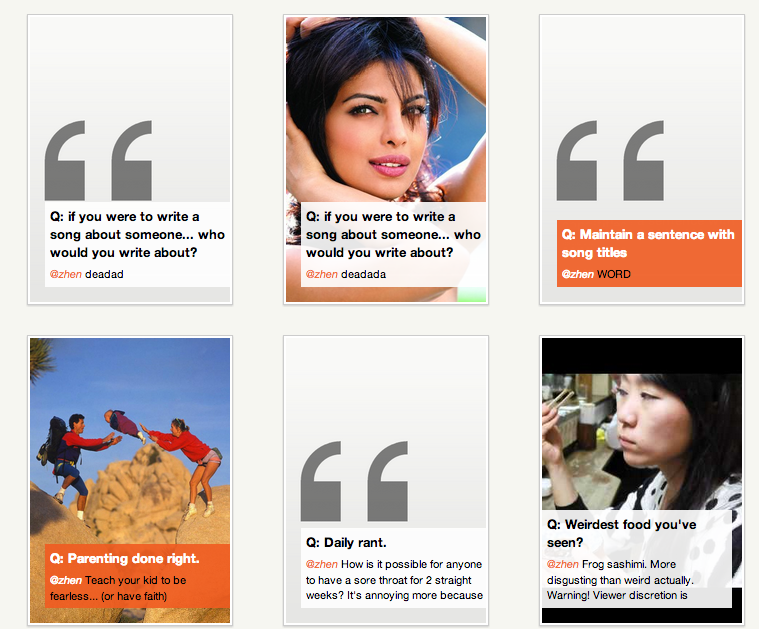 Q: if you were to write a
song about someone... who
would you write about?
@zhen deadad
Q: if you were to write a
song about someone... who
would you write about?
@zhen deadada
Q: Maintain a sentence with
song titles
@zhen WORD
Q: Parenting done right.
@zhen Teach your kid to be
fearless... (or have faith)
Q: Daily rant.
@zhen How is it possible for anyone
to have a sore throat for 2 straight
weeks? It's annoying more because
Q: Weirdest food you've
seen?
@zhen Frog sashimi. More
disgusting than weird actually.
Warning! Viewer discretion is